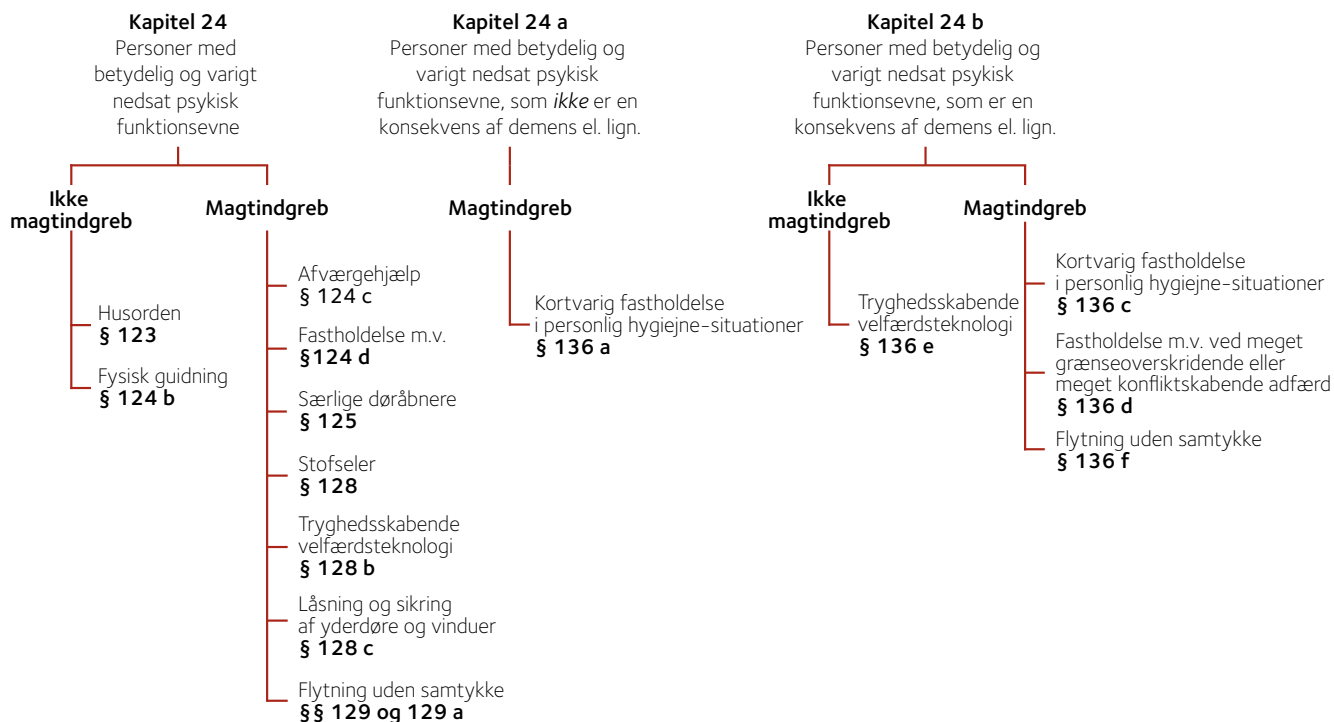 Kapitel 24
Personer med
betydelig og varigt
nedsat psykisk
funktionsevne
Ikke
magtindgreb
Husorden
§ 123
Fysisk guidning
§ 124 b
Magtindgreb
Afværgehjælp
§ 124 c
Fastholdelse m.v.
§124 d
Særlige døråbnere
§ 125
Stofseler
§ 128
Tryghedsskabende
velfærdsteknologi
§ 128 b
Låsning og sikring
af yderdøre og vinduer
§ 128 c
Flytning uden samtykke
§§ 129 og 129 a
Kapitel 24 a
Personer med betydelig og
varigt nedsat psykisk
funktionsevne, som ikke er en
konsekvens af demens el. lign.
Magtindgreb
Kortvarig fastholdelse
i personlig hygiejne-situationer
§ 136 a
Kapitel 24 b
Personer med betydelig og
varigt nedsat psykisk
funktionsevne, som er en
konsekvens af demens el. lign.
Ikke
magtindgreb
Tryghedsskabende
velfærdsteknologi
§ 136 e
Magtindgreb
Kortvarig fastholdelse
i personlig hygiejne-situationer
§ 136 c
Fastholdelse m.v. ved meget
grænseoverskridende eller
meget konfliktskabende adfærd
§ 136 d
Flytning uden samtykke
§ 136 f